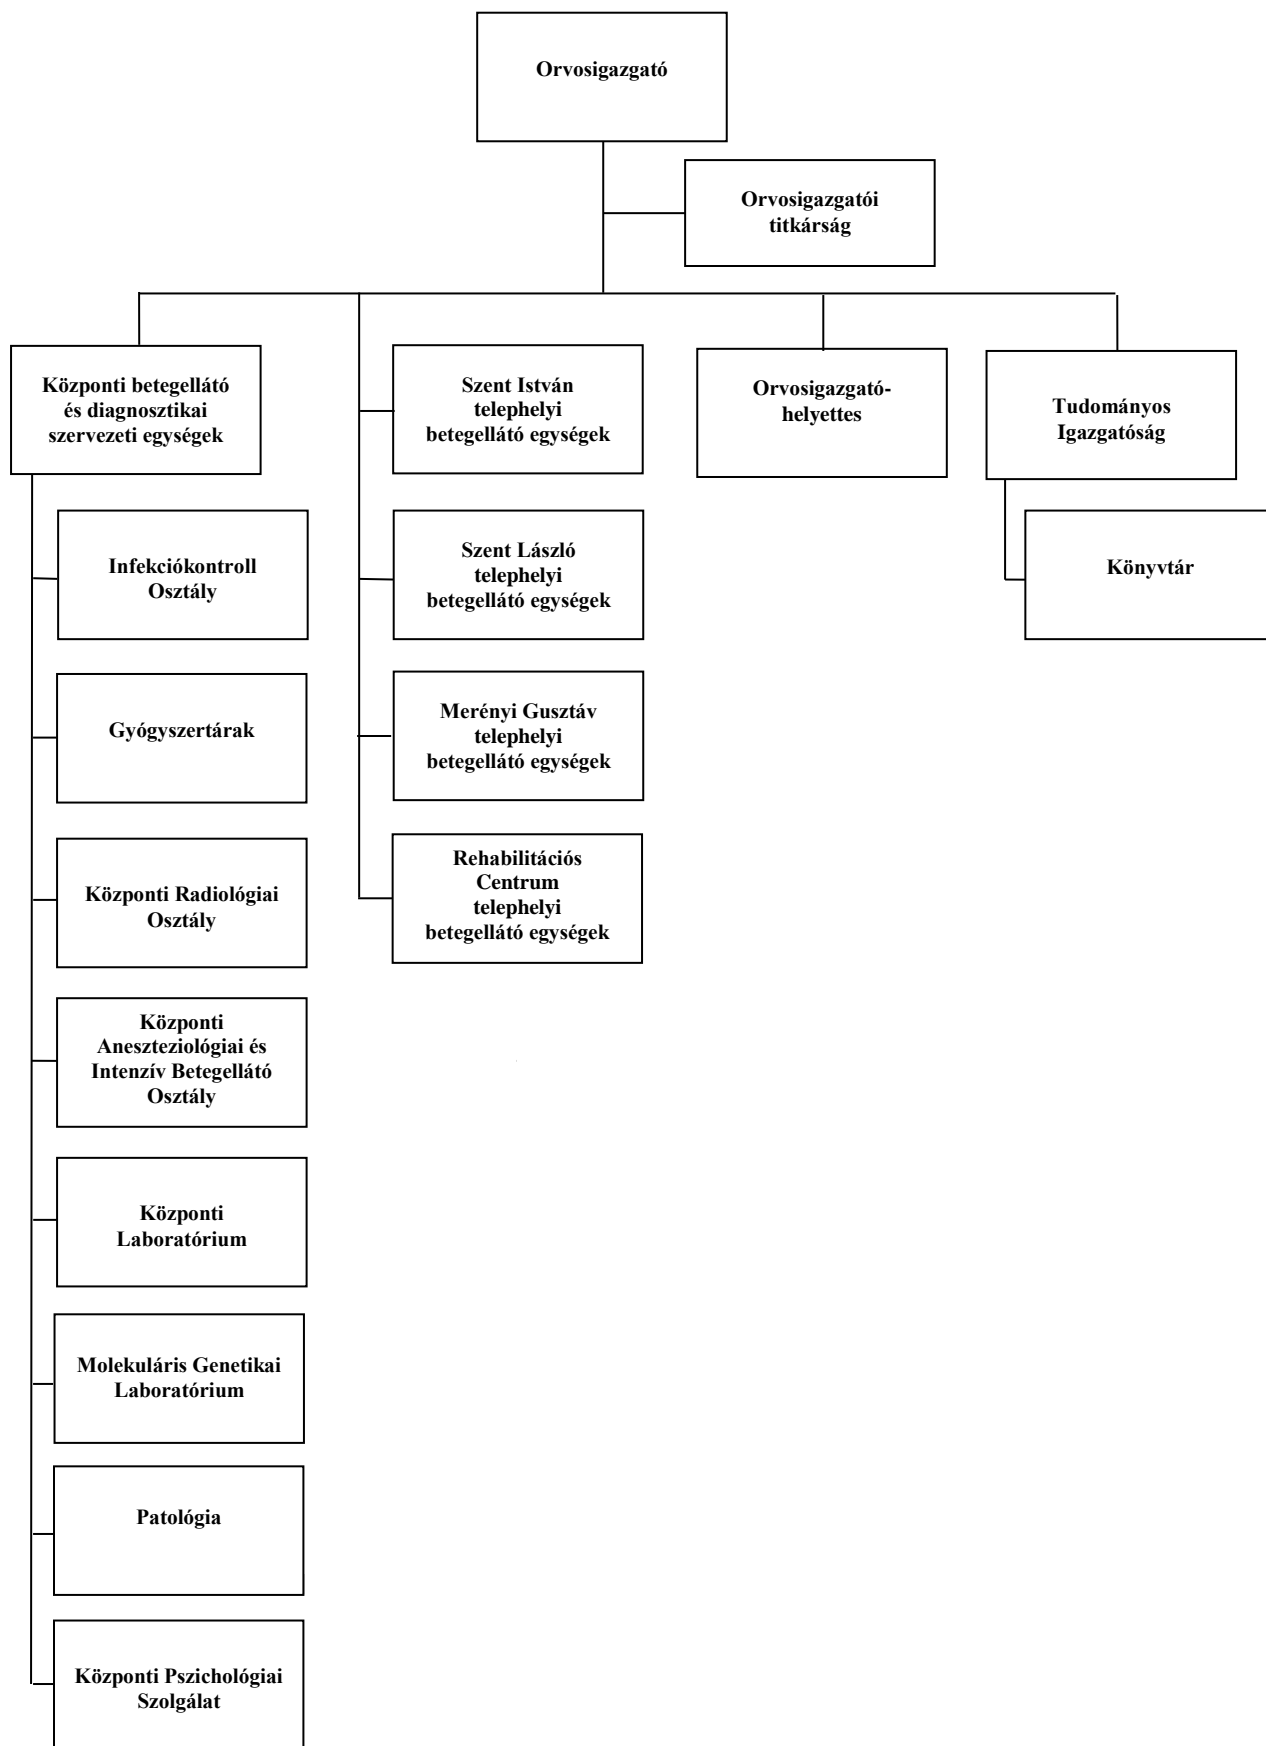 Orvosigazgató
Orvosigazgatói
titkárság
Központi betegellátó
és diagnosztikai
szervezeti egységek
Szent István
telephelyi
betegellátó egységek
Orvosigazgató-
helyettes
Tudományos
Igazgatóság
Infekciókontroll
Osztály
Szent László
telephelyi
betegellátó egységek
Könyvtár
Gyógyszertárak
Merényi Gusztáv
telephelyi
betegellátó egységek
Központi Radiológiai
Osztály
Rehabilitációs
Centrum
telephelyi
betegellátó egységek
Központi
Aneszteziológiai és
Intenzív Betegellátó
Osztály
Központi
Laboratórium
Molekuláris Genetikai
Laboratórium
Patológia
Központi Pszichológiai
Szolgálat